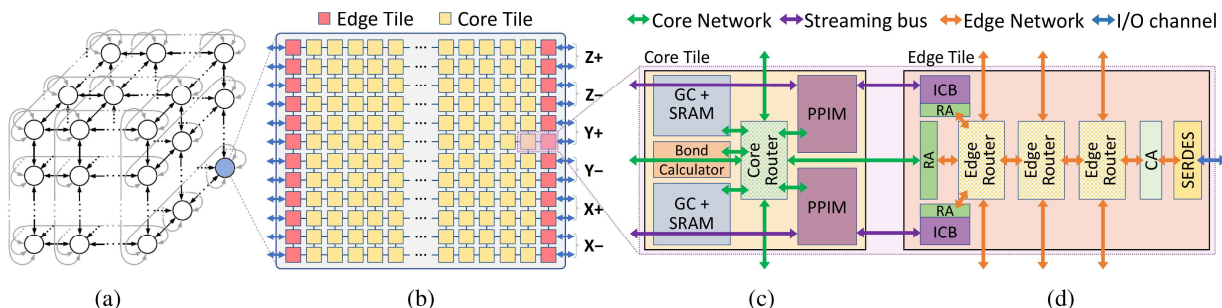 Edge Tile
Core Tile
Core Network
Streaming bus
Edge Network
I/O channel
...
...
...
...
...
...
...
...
...
...
...
...
Z+
Z−
Y+
Y−
X+
X−
Core Tile
GC +
SRAM
Bond
Calculator
GC +
SRAM
Core
Router
PPIM
PPIM
Edge Tile
ICB
RA
RA
RA
ICB
Edge
Router
Edge
Router
Edge
Router
CA
SERDES
(a)
(b)
(c)
(d)